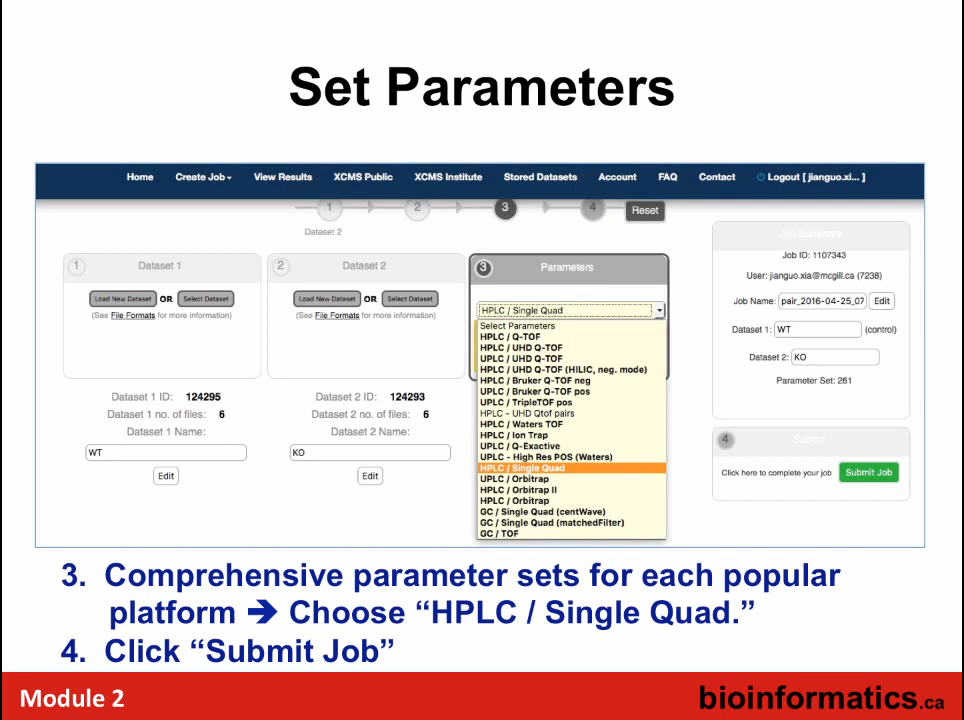 Set Parameters
Home Create Job View Results XCMS Public XCMS Institute Stored Datasets Account FAQ Contact Logout [ jianguo.xi... ]
1 2 3 4 Reset
Dataset 2
1 Dataset 1
Load New Dataset OR Select Dataset
(See File Formats for more information)
Dataset 1 ID: 124295
Dataset 1 no. of files: 6
Dataset 1 Name:
WT
Edit
2 Dataset 2
Load New Dataset OR Select Dataset
(See File Formats for more information)
Dataset 2 ID: 124293
Dataset 2 no. of files: 6
Dataset 2 Name:
KO
Edit
3 Parameters
HPLC / Single Quad
Select Parameters
HPLC / Q-TOF
HPLC / UHD Q-TOF
UPLC / UHD Q-TOF
HPLC / UHD Q-TOF (HILIC, neg. mode)
HPLC / Bruker Q-TOF neg
UPLC / Bruker Q-TOF pos
UPLC / TripleTOF pos
HPLC - UHD Qtof pairs
HPLC / Waters TOF
HPLC / Ion Trap
UPLC / Q-Exactive
UPLC - High Res POS (Waters)
HPLC / Single Quad
UPLC / Orbitrap
HPLC / Orbitrap II
HPLC / Orbitrap
GC / Single Quad (centWave)
GC / Single Quad (matchedFilter)
GC / TOF
Job Summary
Job ID: 1107343
User: jianguo.xia@mcgill.ca (7238)
Job Name: pair_2016-04-25_07 Edit
Dataset 1: WT (control)
Dataset 2: KO
Parameter Set: 261
4 Submit
Click here to complete your job Submit Job
3. Comprehensive parameter sets for each popular
platform ➔ Choose “HPLC / Single Quad.”
4. Click “Submit Job”
Module 2
bioinformatics.ca